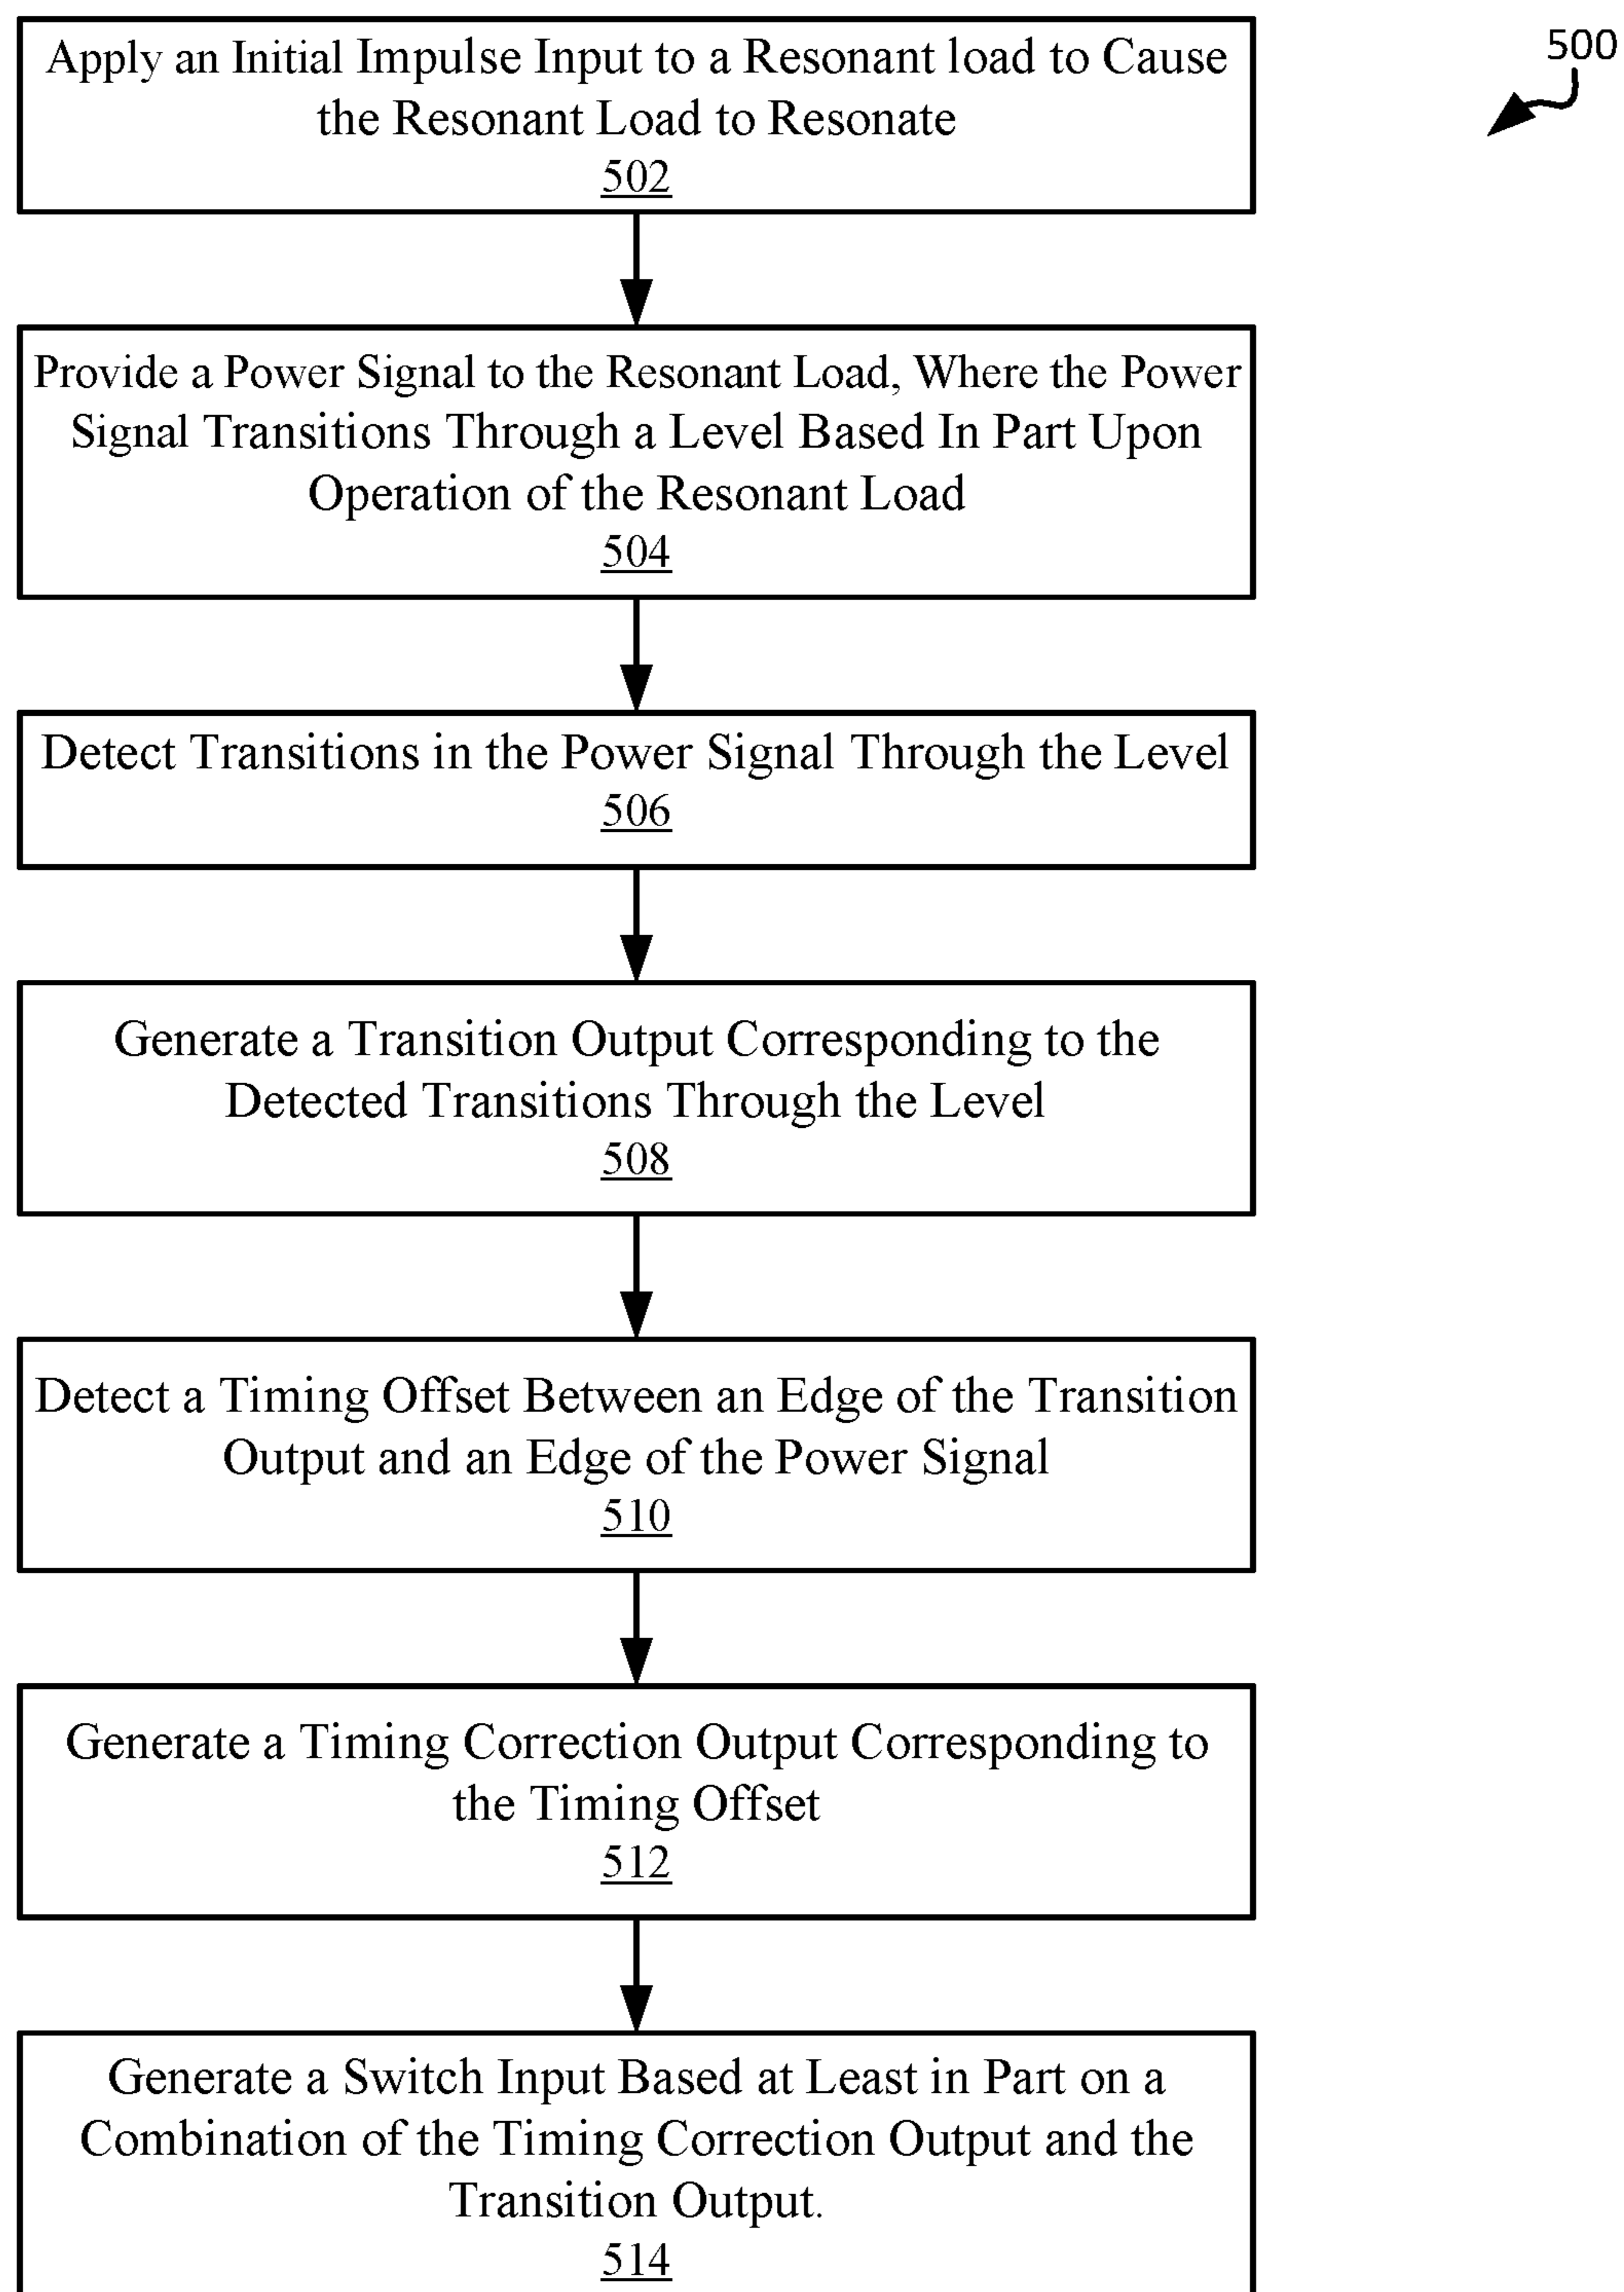 500
Apply an Initial Impulse Input to a Resonant load to Cause
the Resonant Load to Resonate
502
Provide a Power Signal to the Resonant Load, Where the Power
Signal Transitions Through a Level Based In Part Upon
Operation of the Resonant Load
504
Detect Transitions in the Power Signal Through the Level
506
Generate a Transition Output Corresponding to the
Detected Transitions Through the Level
508
Detect a Timing Offset Between an Edge of the Transition
Output and an Edge of the Power Signal
510
Generate a Timing Correction Output Corresponding to
the Timing Offset
512
Generate a Switch Input Based at Least in Part on a
Combination of the Timing Correction Output and the
Transition Output.
514